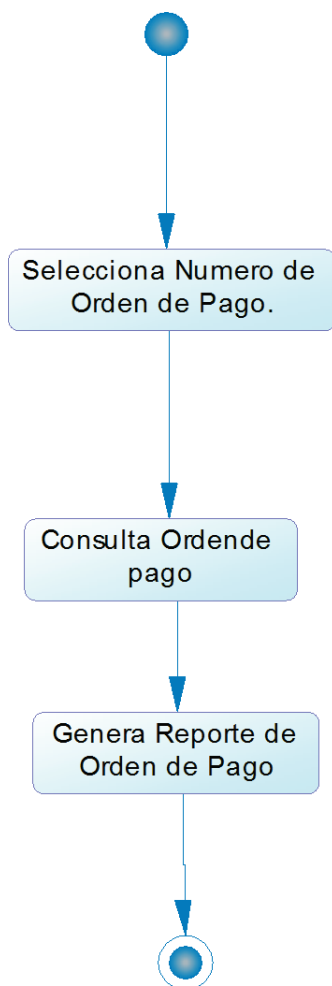 Selecciona Numero de
Orden de Pago.
Consulta Ordende
pago
Genera Reporte de
Orden de Pago